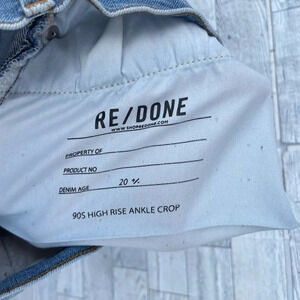 RE/DONE
WWW.SHOPREDONE.COM
PROPERTY OF
PRODUCT NO
DENIM AGE 20
90S HIGH RISE ANKLE CROP